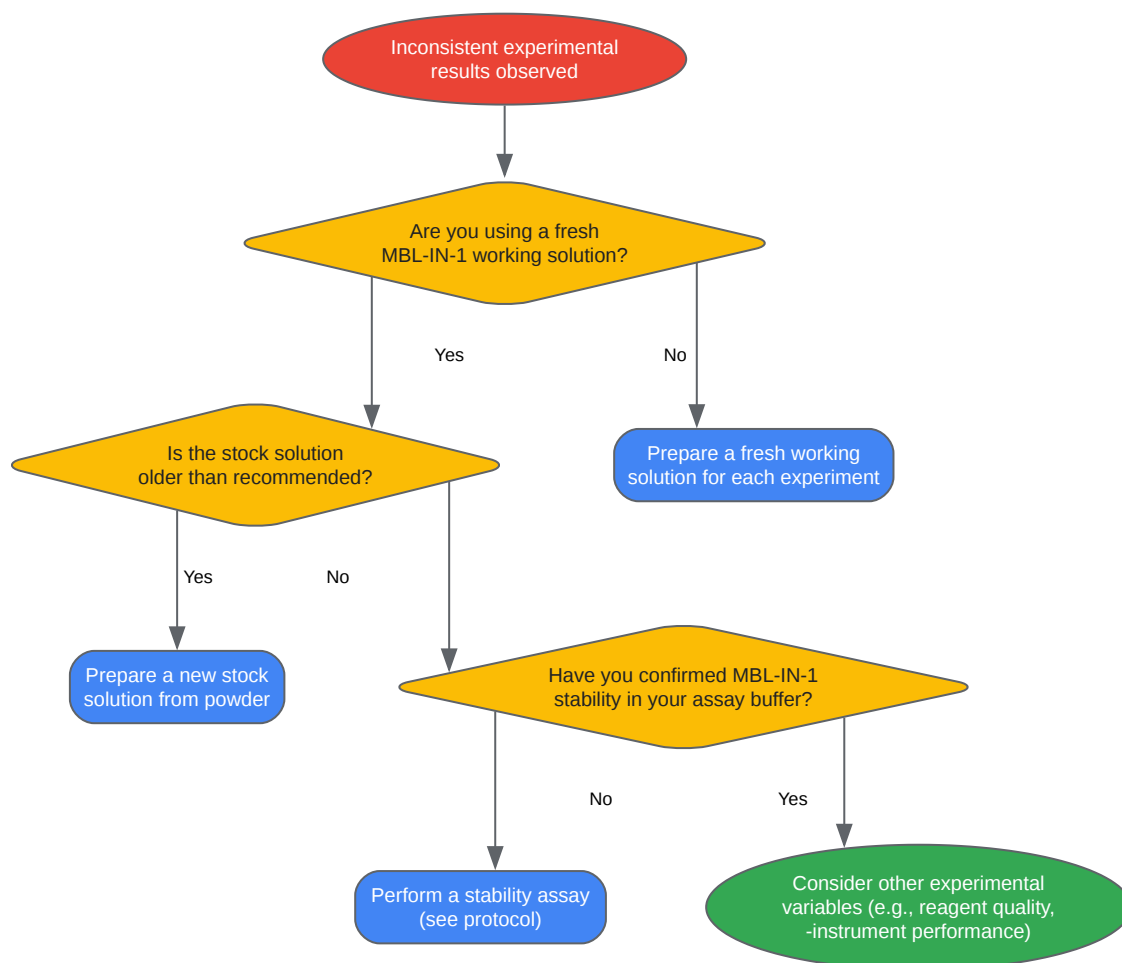 Inconsistent experimental
results observed
Are you using a fresh
MBL-IN-1 working solution?
Yes
No
Is the stock solution
older than recommended?
Prepare a fresh working
solution for each experiment
Yes
No
Prepare a new stock
solution from powder
Have you confirmed MBL-IN-1
stability in your assay buffer?
No
Yes
Perform a stability assay
(see protocol)
Consider other experimental
variables (e.g., reagent quality,
-instrument performance)